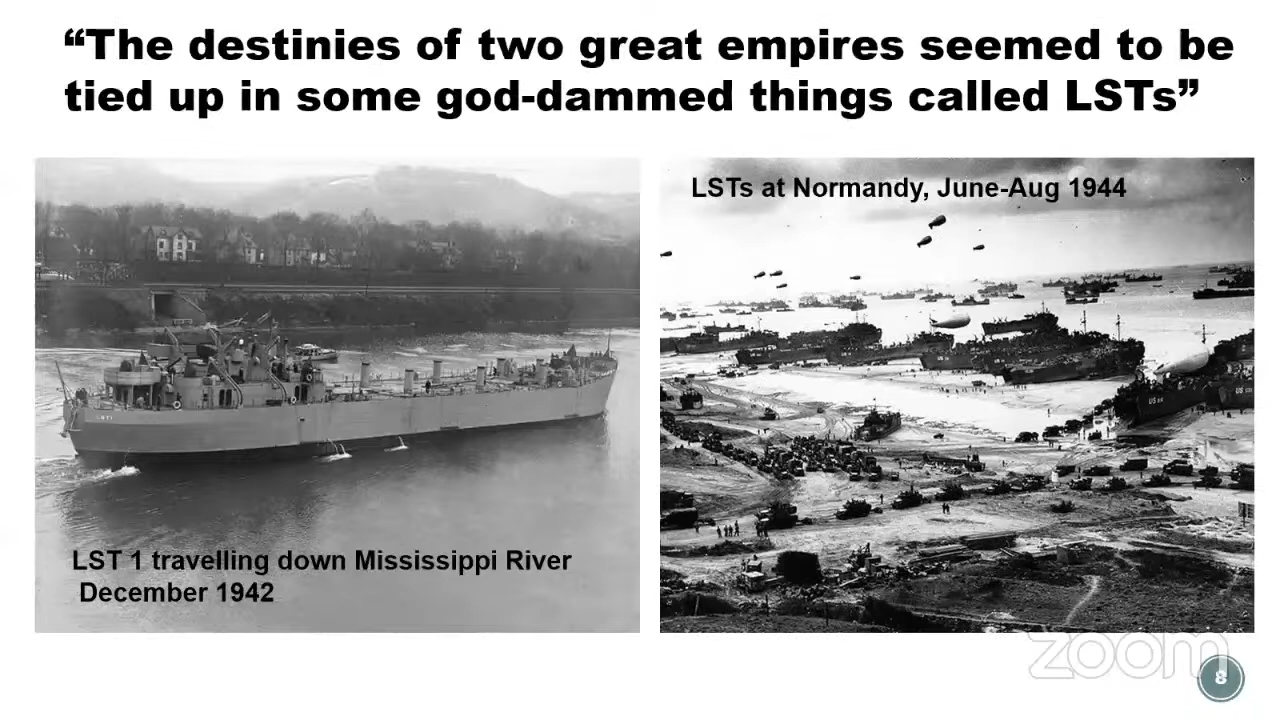 “The destinies of two great empires seemed to be
tied up in some god-dammed things called LSTs”
LSTs at Normandy, June-Aug 1944
LST 1 travelling down Mississippi River
December 1942
zoom
8